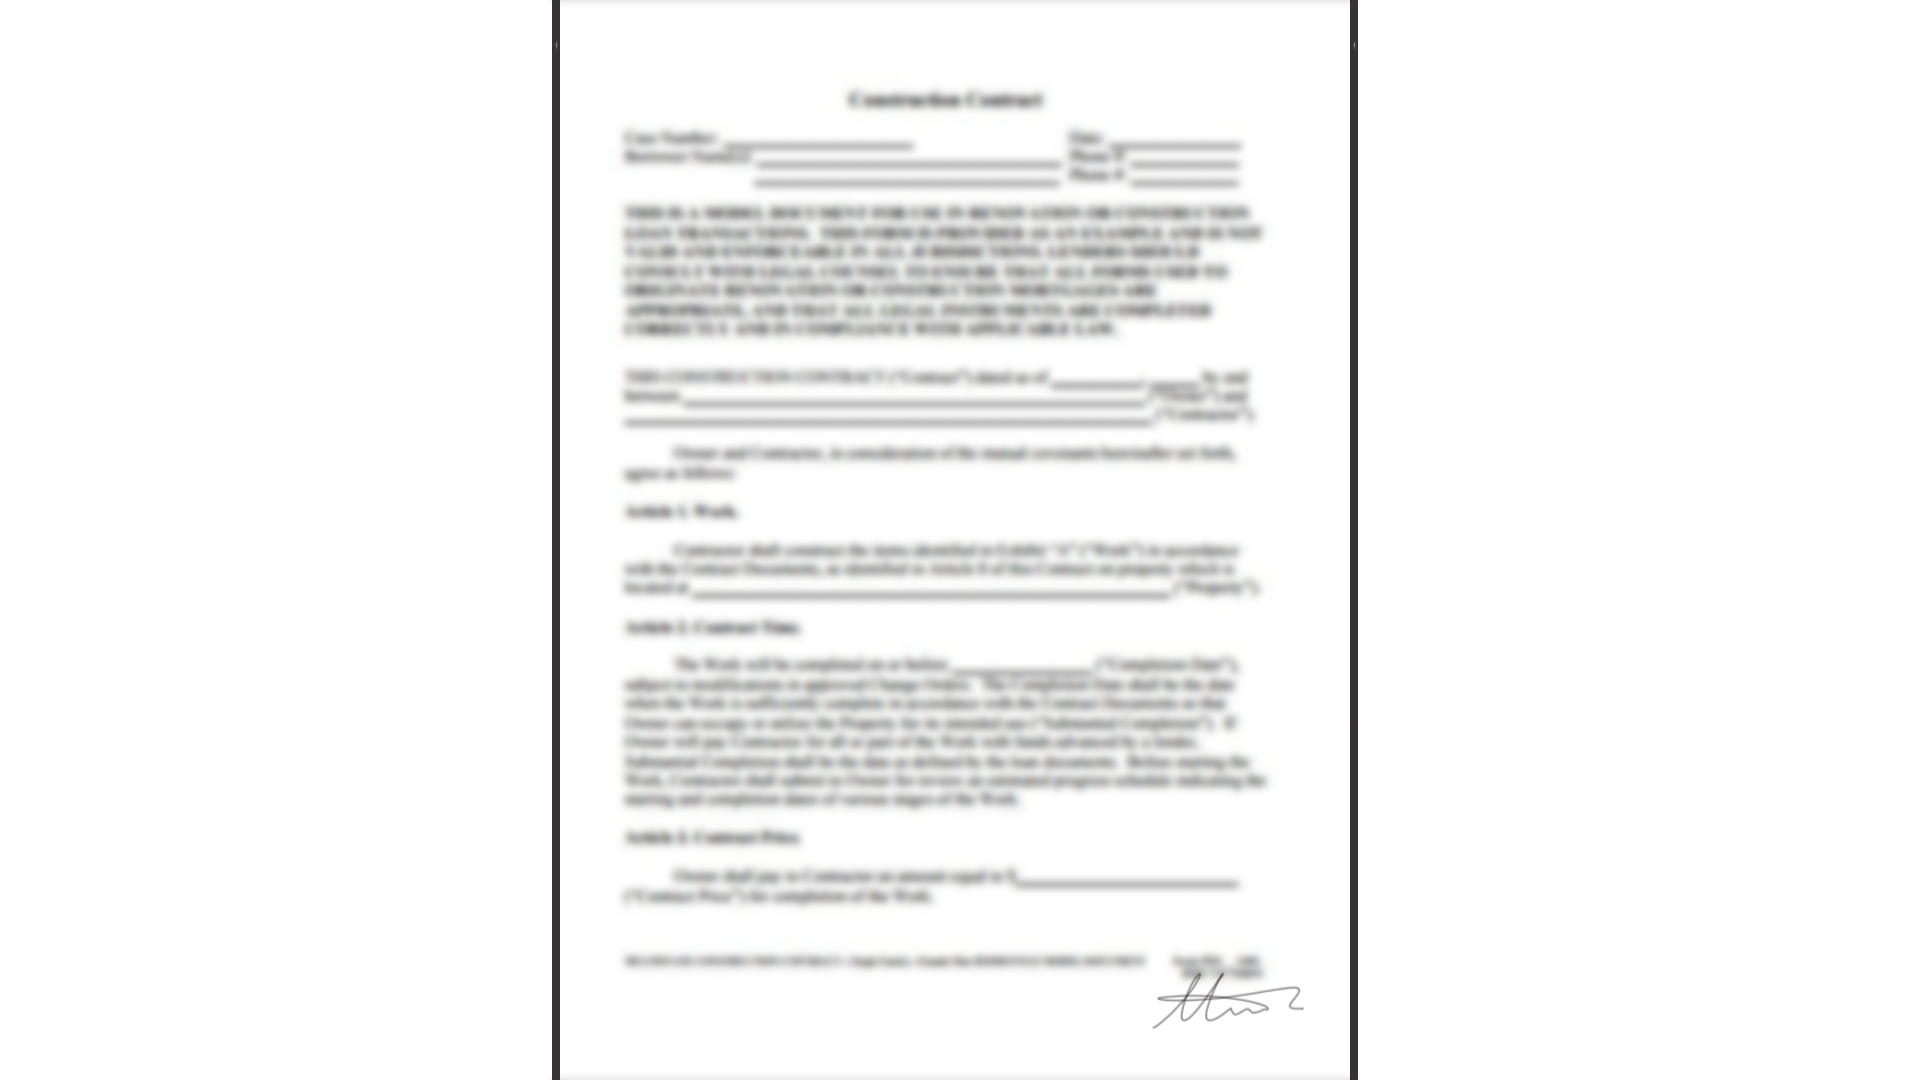 Construction Contract
Case Number:
Date:
Borrower Name(s):
Phone #:
Phone #:
THIS IS A MODEL DOCUMENT FOR USE IN RENOVATION OR CONSTRUCTION
LOAN TRANSACTIONS. THIS FORM IS PROVIDED AS AN EXAMPLE AND IS NOT
VALID AND ENFORCEABLE IN ALL JURISDICTIONS. LENDERS SHOULD
CONSULT WITH LEGAL COUNSEL TO ENSURE THAT ALL FORMS USED TO
ORIGINATE RENOVATION OR CONSTRUCTION MORTGAGES ARE
APPROPRIATE, AND THAT ALL LEGAL INSTRUMENTS ARE COMPLETED
CORRECTLY AND IN COMPLIANCE WITH APPLICABLE LAW.
THIS CONSTRUCTION CONTRACT (“Contract”) dated as of , by and
between (“Owner”) and
(“Contractor”).
Owner and Contractor, in consideration of the mutual covenants hereinafter set forth,
agree as follows:
Article 1. Work.
Contractor shall construct the items identified in Exhibit “A” (“Work”) in accordance
with the Contract Documents, as identified in Article 8 of this Contract on property which is
located at (“Property”).
Article 2. Contract Time.
The Work will be completed on or before (“Completion Date”),
subject to modifications in approved Change Orders. The Completion Date shall be the date
when the Work is sufficiently complete in accordance with the Contract Documents so that
Owner can occupy or utilize the Property for its intended use (“Substantial Completion”). If
Owner will pay Contractor for all or part of the Work with funds advanced by a lender,
Substantial Completion shall be the date as defined by the loan documents. Before starting the
Work, Contractor shall submit to Owner for review an estimated progress schedule indicating the
starting and completion dates of various stages of the Work.
Article 3. Contract Price.
Owner shall pay to Contractor an amount equal to $
(“Contract Price”) for completion of the Work.